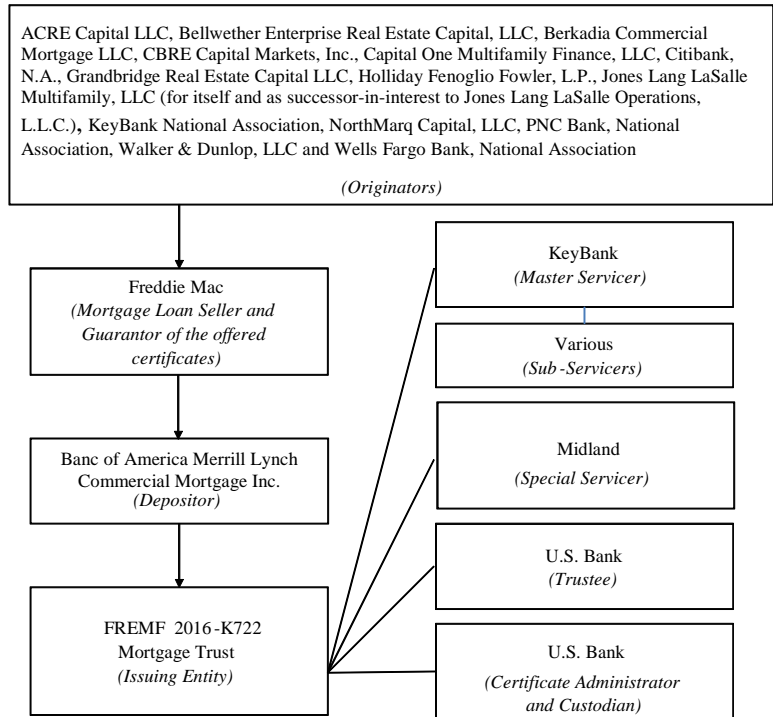 ACRE Capital LLC, Bellwether Enterprise Real Estate Capital, LLC, Berkadia Commercial
Mortgage LLC, CBRE Capital Markets, Inc., Capital One Multifamily Finance, LLC, Citibank,
N.A., Grandbridge Real Estate Capital LLC, Holliday Fenoglio Fowler, L.P., Jones Lang LaSalle
Multifamily, LLC (for itself and as successor-in-interest to Jones Lang LaSalle Operations,
L.L.C.), KeyBank National Association, NorthMarq Capital, LLC, PNC Bank, National
Association, Walker & Dunlop, LLC and Wells Fargo Bank, National Association
(Originators)
Freddie Mac
(Mortgage Loan Seller and
Guarantor of the offered
certificates)
Banc of America Merrill Lynch
Commercial Mortgage Inc.
(Depositor)
FREMF 2016-K722
Mortgage Trust
(Issuing Entity)
KeyBank
(Master Servicer)
Various
(Sub-Servicers)
Midland
(Special Servicer)
U.S. Bank
(Trustee)
U.S. Bank
(Certificate Administrator
and Custodian)